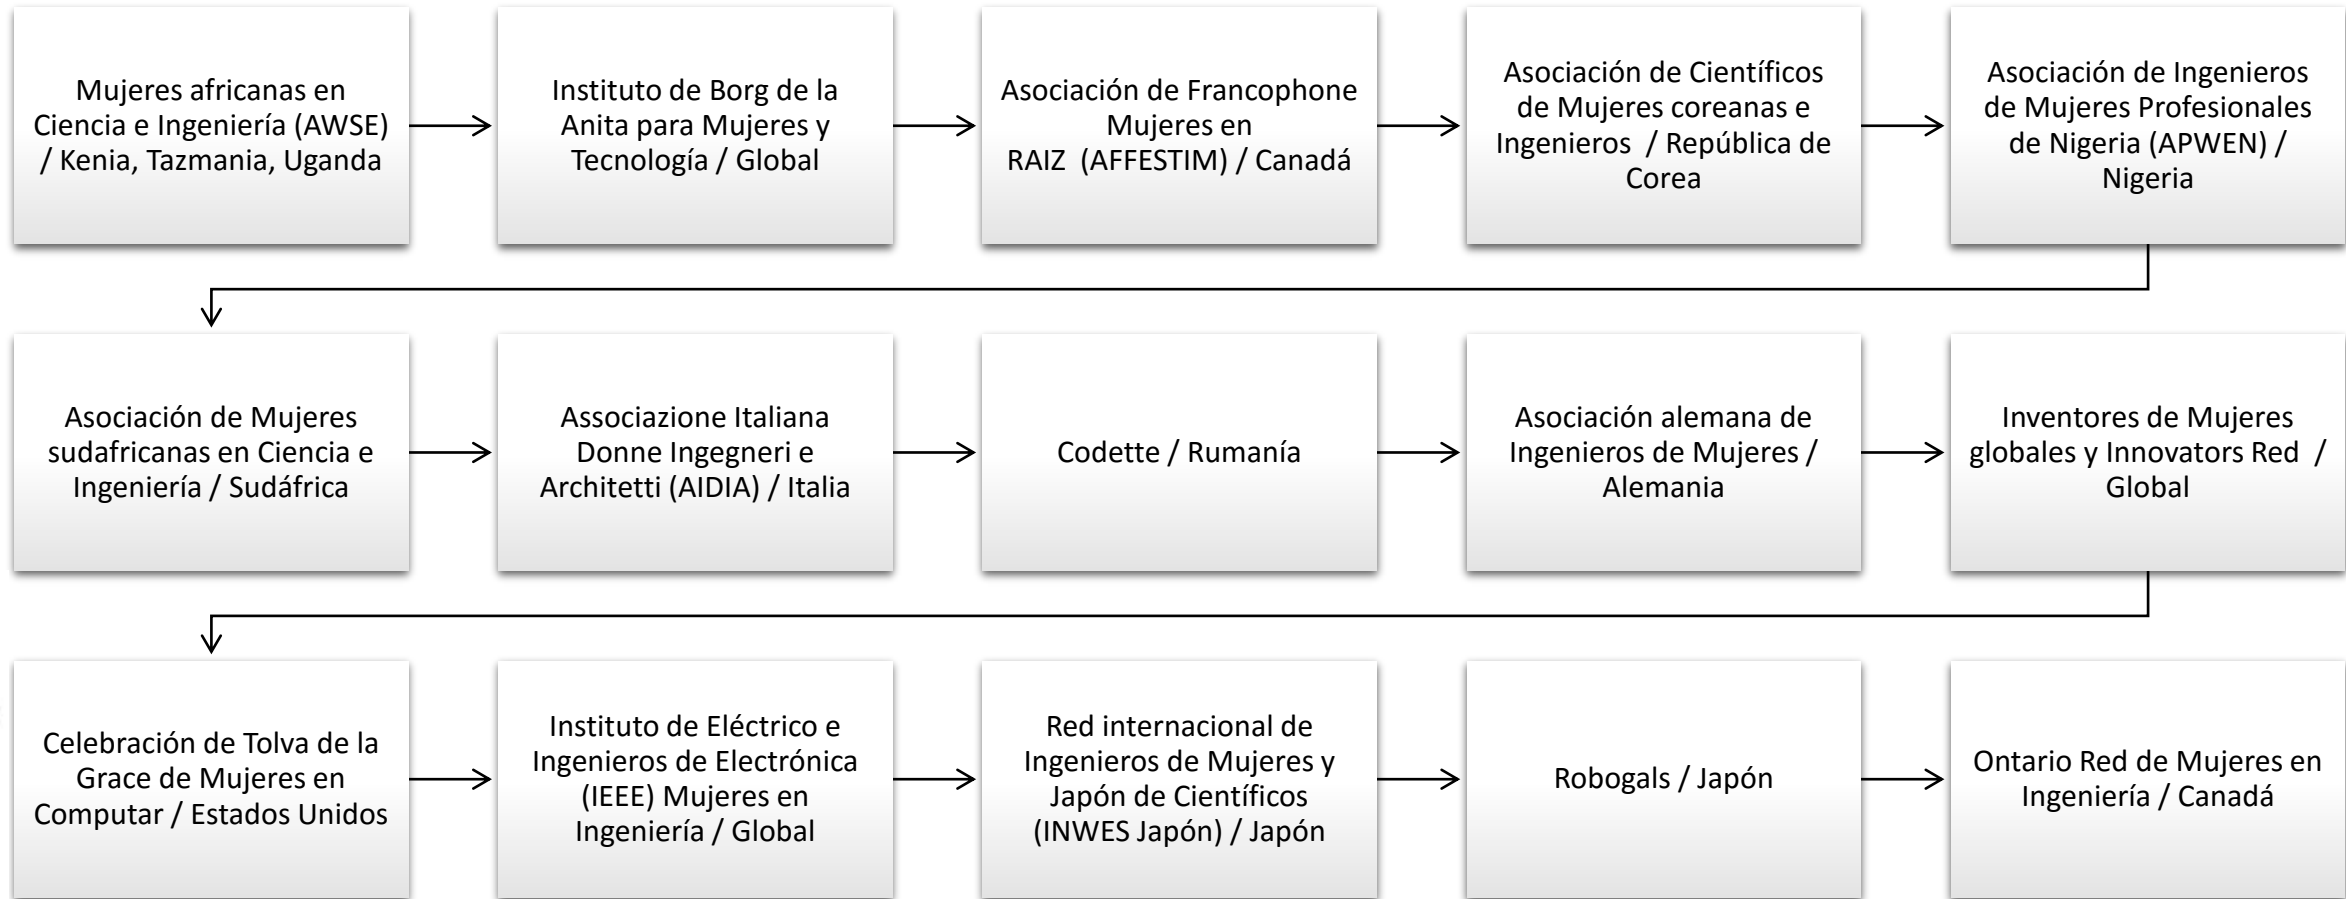 Mujeres africanas en
Ciencia e Ingeniería (AWSE)
/ Kenia, Tazmania, Uganda
Instituto de Borg de la
Anita para Mujeres y
Tecnología / Global
Asociación de Francophone
Mujeres en
RAIZ (AFFESTIM) / Canadá
Asociación de Científicos
de Mujeres coreanas e
Ingenieros / República de
Corea
Asociación de Ingenieros
de Mujeres Profesionales
de Nigeria (APWEN) /
Nigeria
Asociación de Mujeres
sudafricanas en Ciencia e
Ingeniería / Sudáfrica
Associazione Italiana
Donne Ingegneri e
Architetti (AIDIA) / Italia
Codette / Rumanía
Asociación alemana de
Ingenieros de Mujeres /
Alemania
Inventores de Mujeres
globales y Innovators Red /
Global
Celebración de Tolva de la
Grace de Mujeres en
Computar / Estados Unidos
Instituto de Eléctrico e
Ingenieros de Electrónica
(IEEE) Mujeres en
Ingeniería / Global
Red internacional de
Ingenieros de Mujeres y
Japón de Científicos
(INWES Japón) / Japón
Robogals / Japón
Ontario Red de Mujeres en
Ingeniería / Canadá